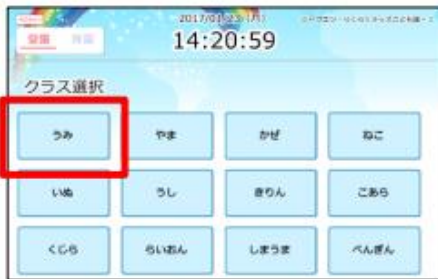 2017/01/23 (月)
登園 降園
14:20:59
クラス選択
うみ やま かぜ ねこ
いぬ うし きりん こあら
くじら らいおん しまうま ぺんぎん